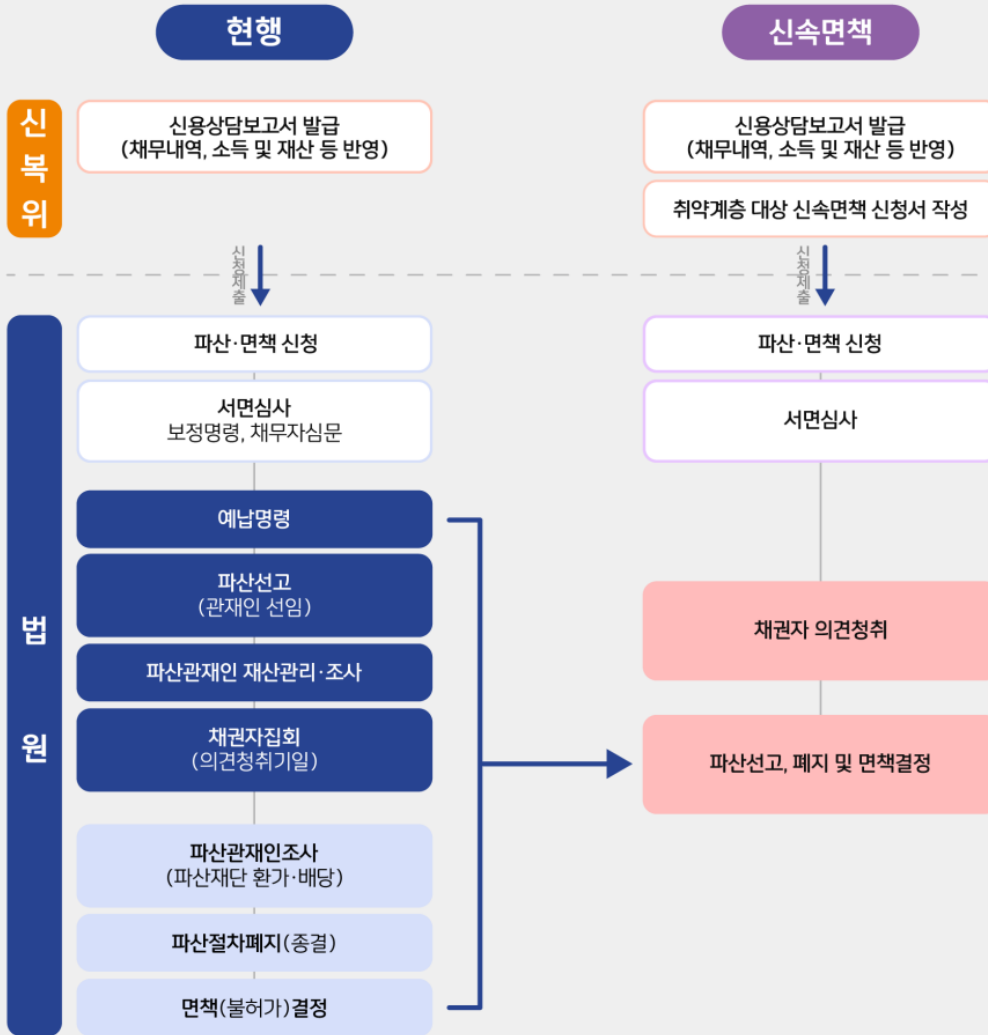 현행
신속면책
신복위
신용상담보고서 발급
(채무내역, 소득 및 재산 등 반영)
신용상담보고서 발급
(채무내역, 소득 및 재산 등 반영)
취약계층 대상 신속면책 신청서 작성
신청제출
신청제출
법원
파산·면책 신청
서면심사
보정명령, 채무자심문
예납명령
파산선고
(관재인 선임)
파산관재인 재산관리·조사
채권자집회
(의견청취기일)
파산관재인조사
(파산재단 환가·배당)
파산절차폐지(종결)
면책(불허가)결정
파산·면책 신청
서면심사
채권자 의견청취
파산선고, 폐지 및 면책결정